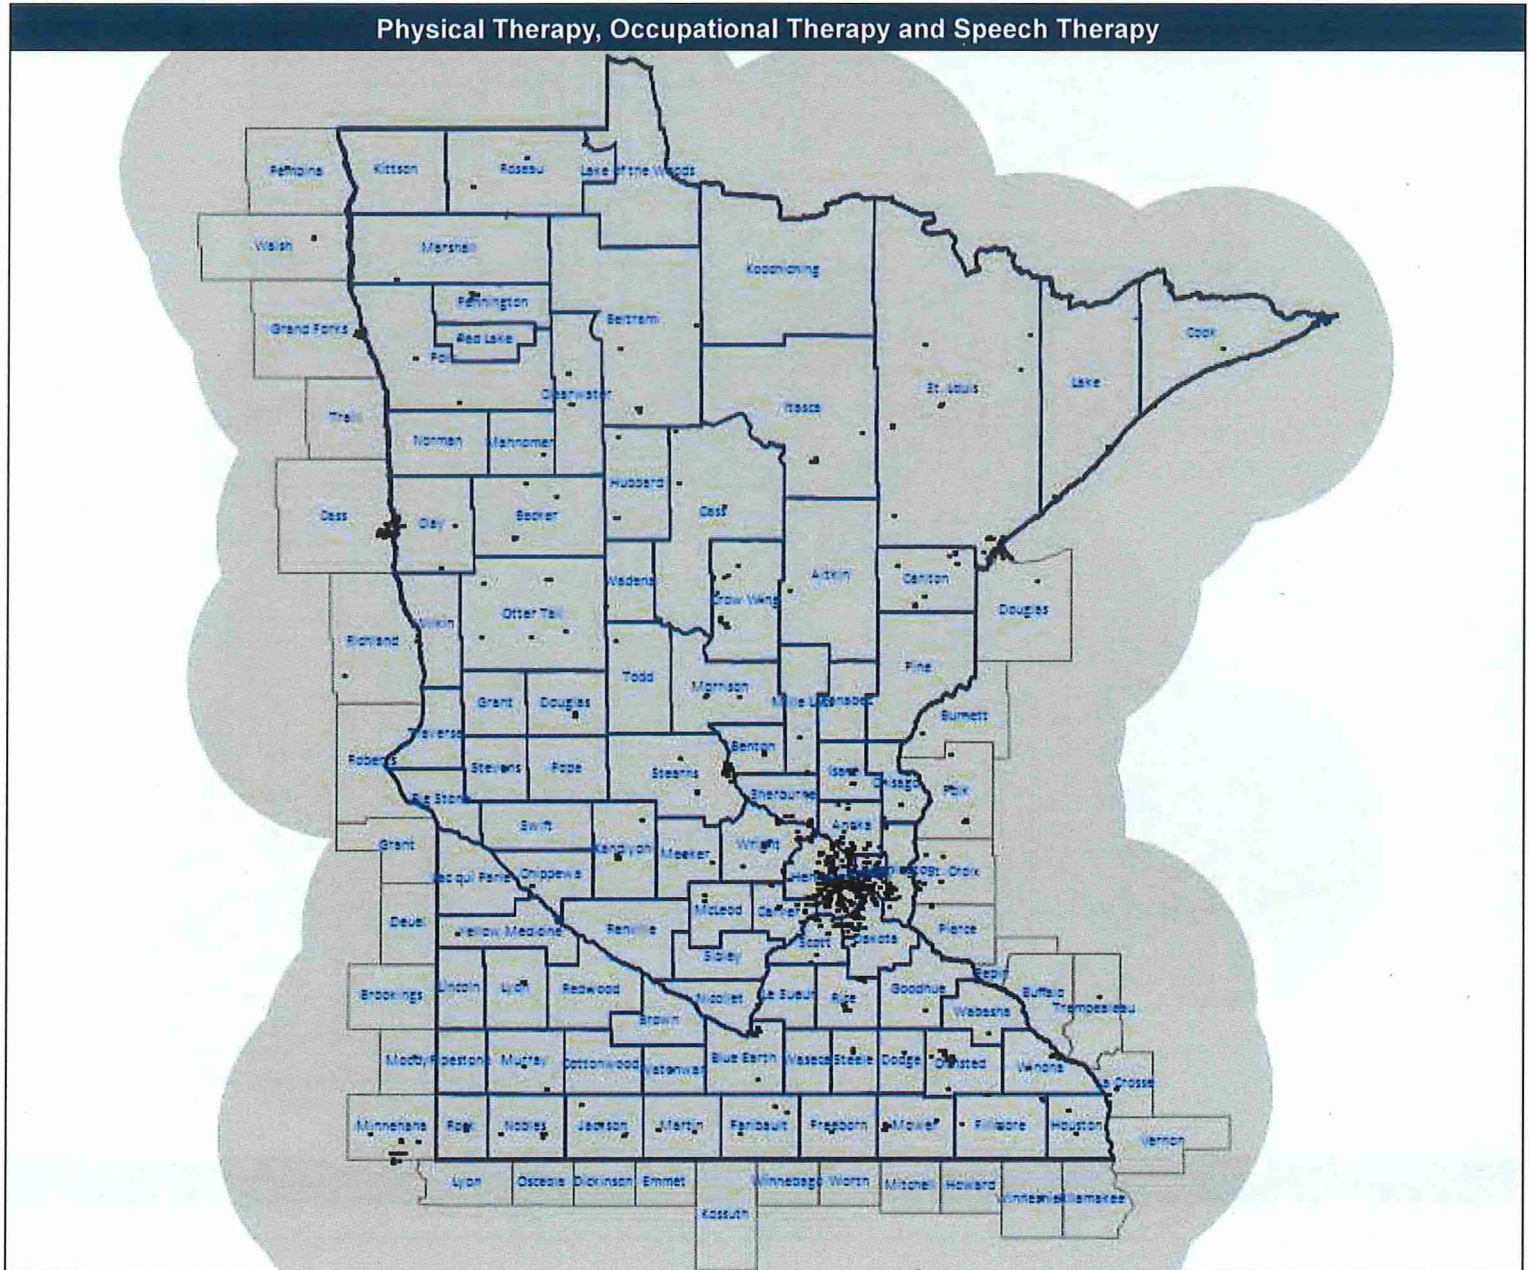 Physical Therapy, Occupational Therapy and Speech Therapy
Pembina Kittson Roseau Lake of the Woods
Walsh Marshall
Koochiching
Pennington
Grand Forks Red Lake Beltrami Cook
St. Louis Lake
Clearwater
Itasca
Traill
Norman Mahnomen
Hubbard
Cass Clay Becker Cass
Wadena Crow Wing Aitkin Carlton
Otter Tail Douglas
Richland Wilkin
Todd Pine
Morrison
Grant Douglas Mille Lacs Kanabec
Burnett
Traverse
Benton
Roberts Stevens Pope Stearns Isanti
Big Stone Sherburne Chisago Polk
Swift Anoka
Grant Kandiyohi Meeker Wright
Lac qui Parle Chippewa St. Croix
Deuel McLeod Carver
Yellow Medicine Renville Scott Dakota Pierce
Sibley
Pepin
Brookings Lincoln Lyon Redwood Nicollet Le Sueur Rice Goodhue Buffalo
Brown Wabasha Trempealeau
Moody Pipestone Murray Cottonwood Watonwan Blue Earth Waseca Steele Dodge Olmsted Winona
La Crosse
Minnehaha Rock Nobles Jackson Martin Faribault Freeborn Mower Fillmore Houston
Vernon
Lyon Osceola Dickinson Emmet Winnebago Worth Mitchell Howard
Winneshiek Allamakee
Kossuth